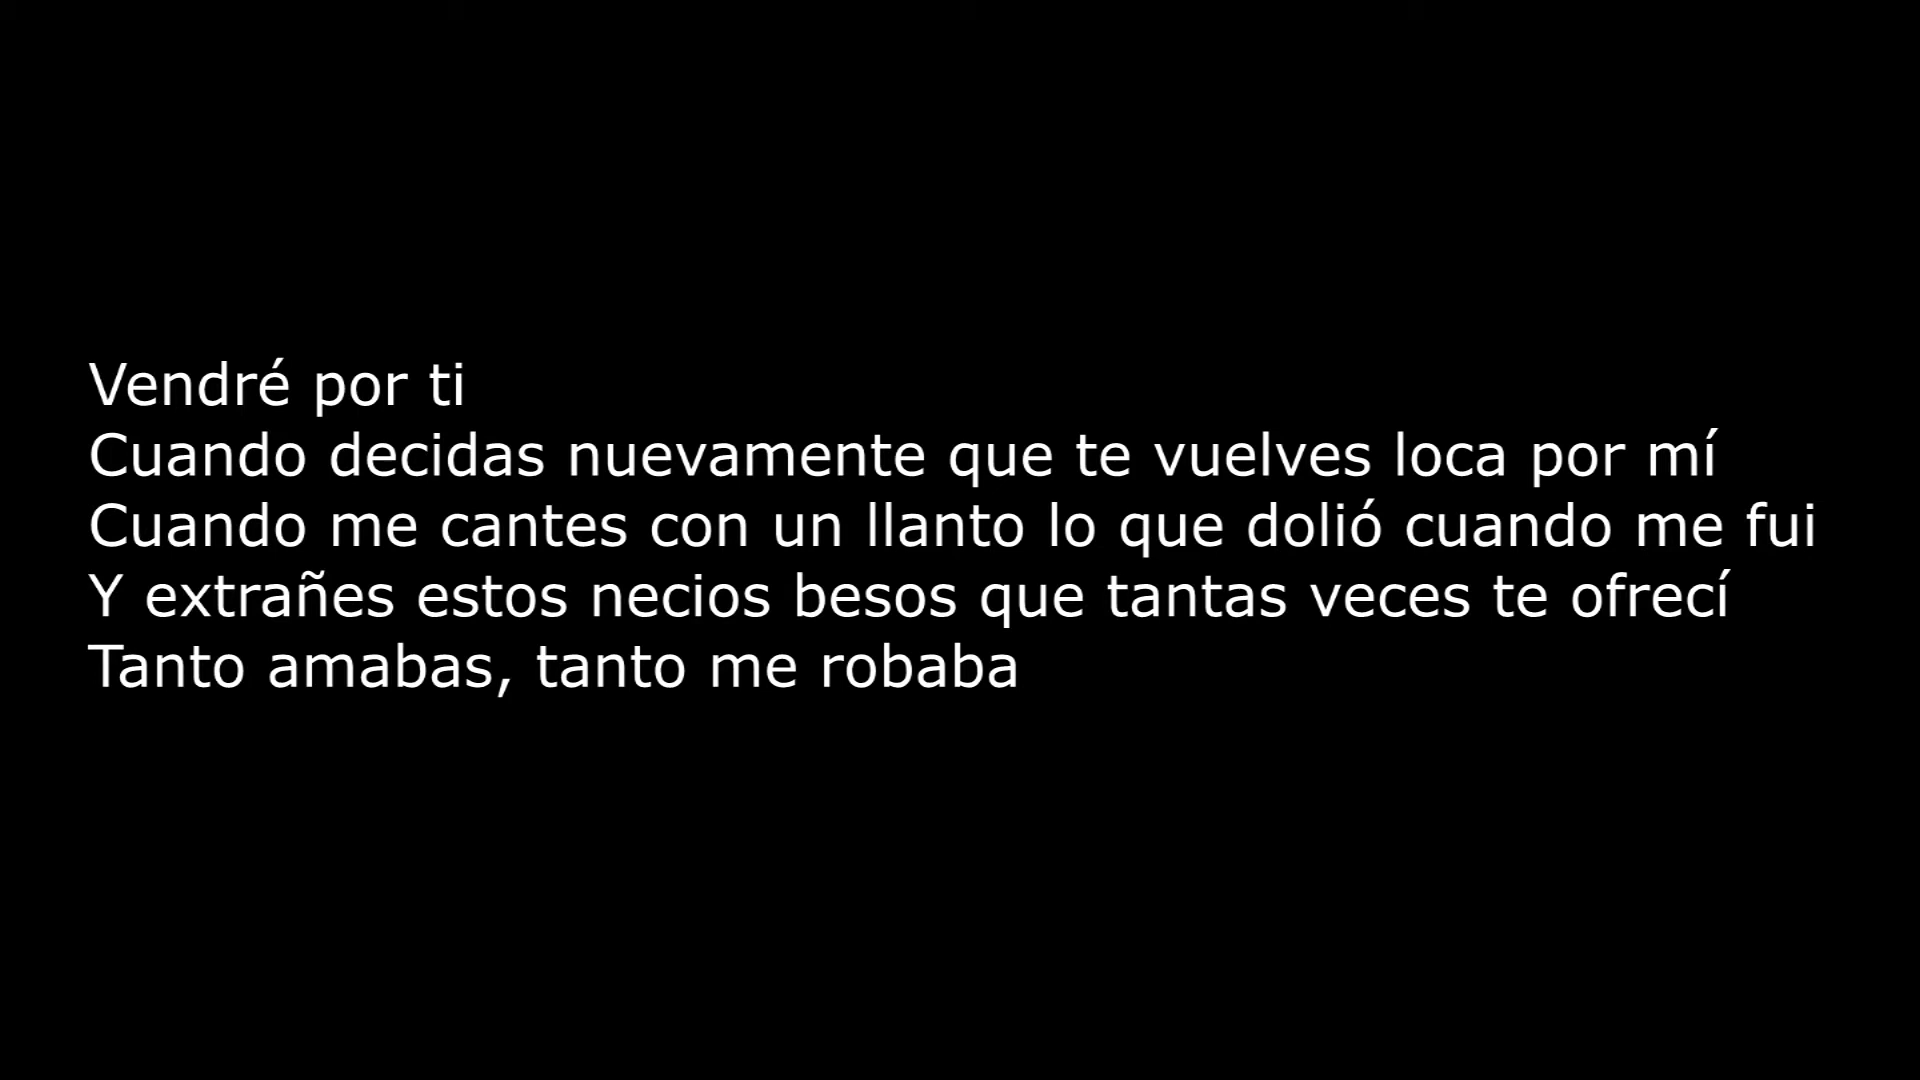 Vendré por ti
Cuando decidas nuevamente que te vuelves loca por mí
Cuando me cantes con un llanto lo que dolió cuando me fui
Y extrañes estos necios besos que tantas veces te ofrecí
Tanto amabas, tanto me robaba